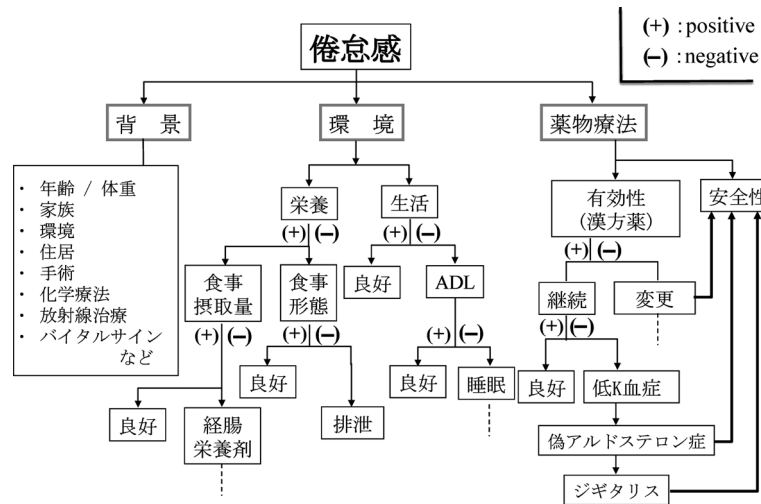 倦怠感
(+) : positive
(−) : negative
背 景
環 境
薬物療法
・ 年齢 / 体重
・ 家族
・ 環境
・ 住居
・ 手術
・ 化学療法
・ 放射線治療
・ バイタルサイン
など
栄養
生活
有効性
(漢方薬)
安全性
(+) (−)
(+) (−)
(+) (−)
食事
摂取量
食事
形態
良好
ADL
継続
変更
(+) (−)
(+) (−)
(+) (−)
(+) (−)
良好
経腸
栄養剤
良好
排泄
良好
睡眠
良好
低K血症
偽アルドステロン症
ジギタリス